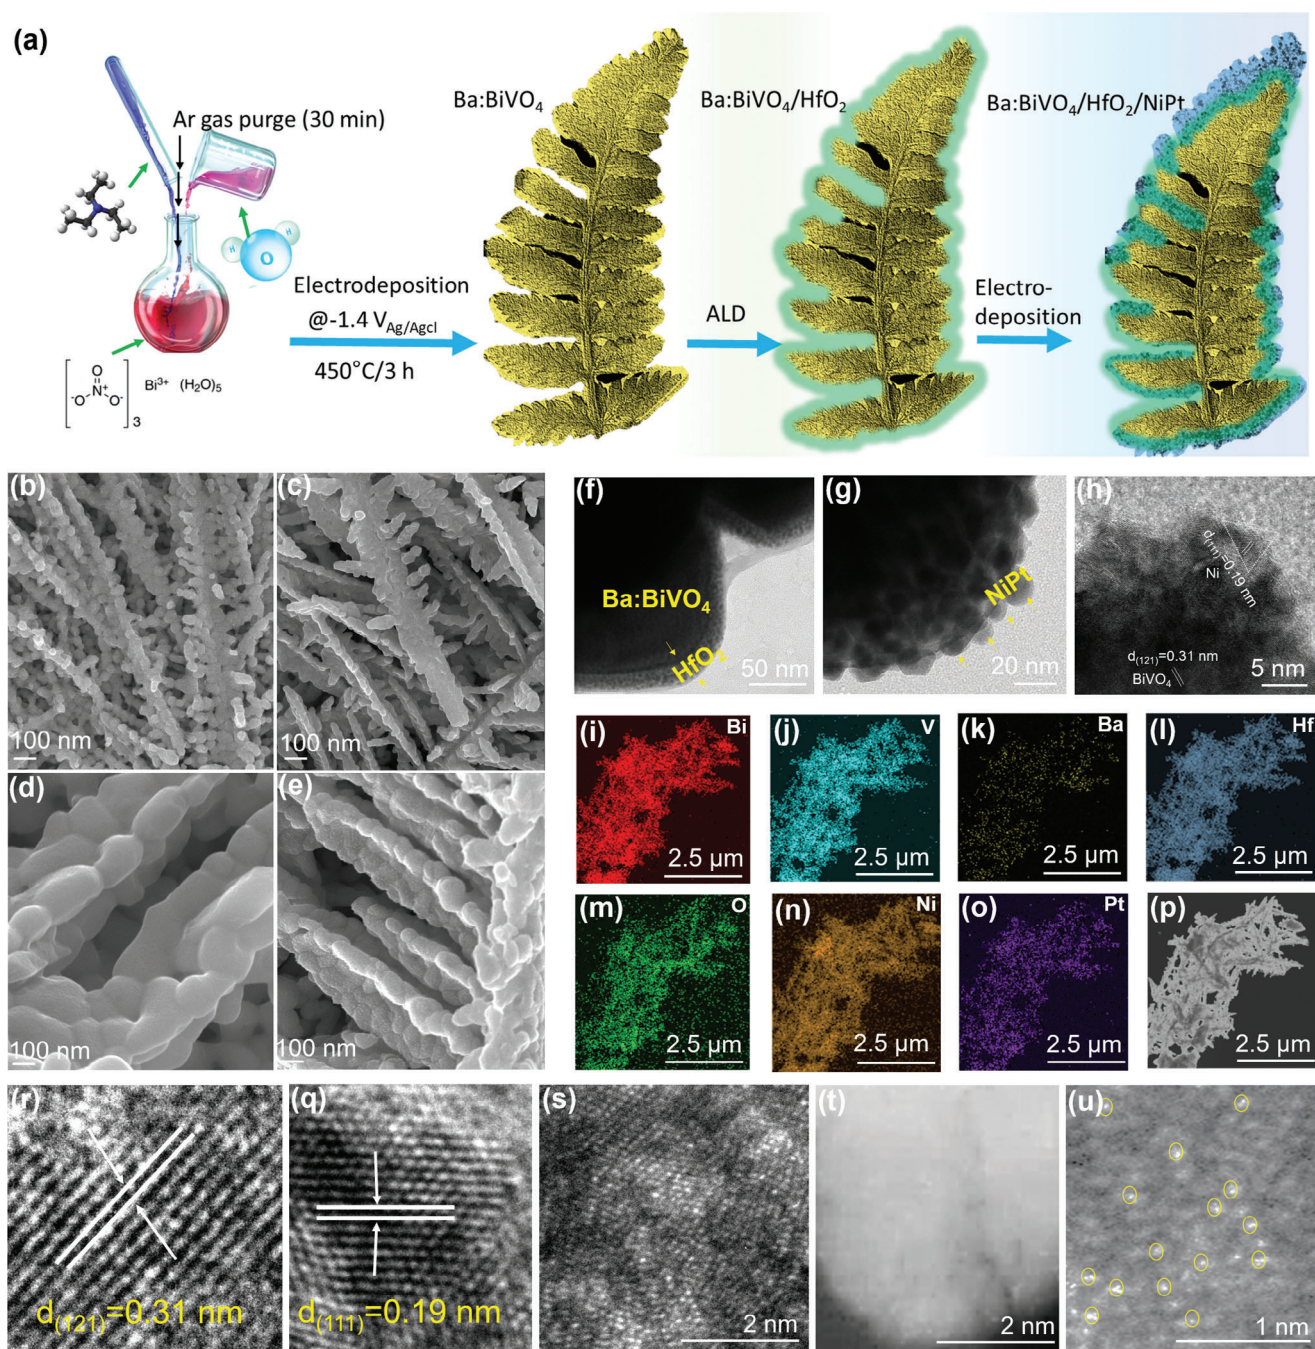 (a)
Ar gas purge (30 min)
H
H
O
O
N⁺
⁻O
O⁻
3
Bi³⁺ (H₂O)₅
Electrodeposition
@-1.4 V_Ag/Agcl
450°C/3 h
Ba:BiVO₄
ALD
Ba:BiVO₄/HfO₂
Electro-
deposition
Ba:BiVO₄/HfO₂/NiPt
(b)
100 nm
(c)
100 nm
(d)
100 nm
(e)
100 nm
(f)
Ba:BiVO₄
HfO₂
50 nm
(g)
NiPt
20 nm
(h)
d₍₁₁₁₎=0.19 nm
Ni
d₍₁₂₁₎=0.31 nm
BiVO₄
5 nm
(i)
Bi
2.5 μm
(j)
V
2.5 μm
(k)
Ba
2.5 μm
(l)
Hf
2.5 μm
(m)
O
2.5 μm
(n)
Ni
2.5 μm
(o)
Pt
2.5 μm
(p)
2.5 μm
(r)
d₍₁₂₁₎=0.31 nm
(q)
d₍₁₁₁₎=0.19 nm
(s)
2 nm
(t)
2 nm
(u)
1 nm